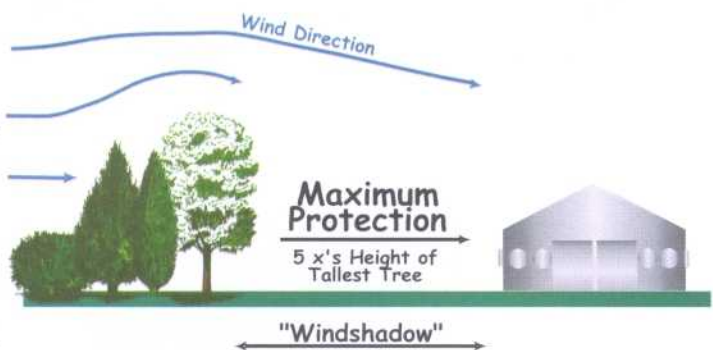 Wind Direction
Maximum
Protection
5 x's Height of
Tallest Tree
"Windshadow"